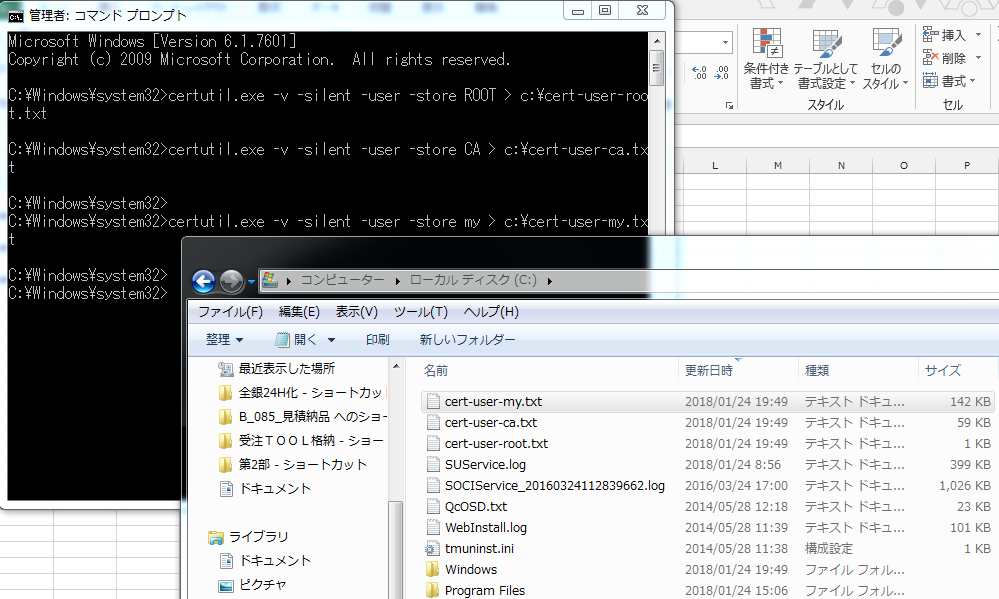 管理者: コマンド プロンプト
Microsoft Windows [Version 6.1.7601]
Copyright (c) 2009 Microsoft Corporation.  All rights reserved.
C:¥Windows¥system32>certutil.exe -v -silent -user -store ROOT > c:¥cert-user-roo
t.txt
C:¥Windows¥system32>certutil.exe -v -silent -user -store CA > c:¥cert-user-ca.tx
t
C:¥Windows¥system32>
C:¥Windows¥system32>certutil.exe -v -silent -user -store my > c:¥cert-user-my.tx
t
C:¥Windows¥system32>
C:¥Windows¥system32>
条件付き
書式
テーブルとして
書式設定
セルの
スタイル
スタイル
挿入
削除
書式
セル
L M N O P
コンピューター ローカル ディスク (C:)
ファイル(F) 編集(E) 表示(V) ツール(T) ヘルプ(H)
整理 開く 印刷 新しいフォルダー
最近表示した場所
全銀24H化 - ショートカッ
B_085_見積納品 へのショー
受注ＴＯＯＬ格納 - ショー
第2部 - ショートカット
ドキュメント
ライブラリ
ドキュメント
ピクチャ
名前 更新日時 種類 サイズ
cert-user-my.txt 2018/01/24 19:49 テキスト ドキュ... 142 KB
cert-user-ca.txt 2018/01/24 19:49 テキスト ドキュ... 59 KB
cert-user-root.txt 2018/01/24 19:49 テキスト ドキュ... 1 KB
SUService.log 2018/01/24 8:56 テキスト ドキュ... 399 KB
SOCIService_20160324112839662.log 2016/03/24 17:00 テキスト ドキュ... 1,026 KB
QcOSD.txt 2014/05/28 12:18 テキスト ドキュ... 23 KB
WebInstall.log 2014/05/28 11:39 テキスト ドキュ... 101 KB
tmuninst.ini 2014/05/28 11:38 構成設定 1 KB
Windows 2018/01/24 19:49 ファイル フォル...
Program Files 2018/01/24 15:06 ファイル フォル...